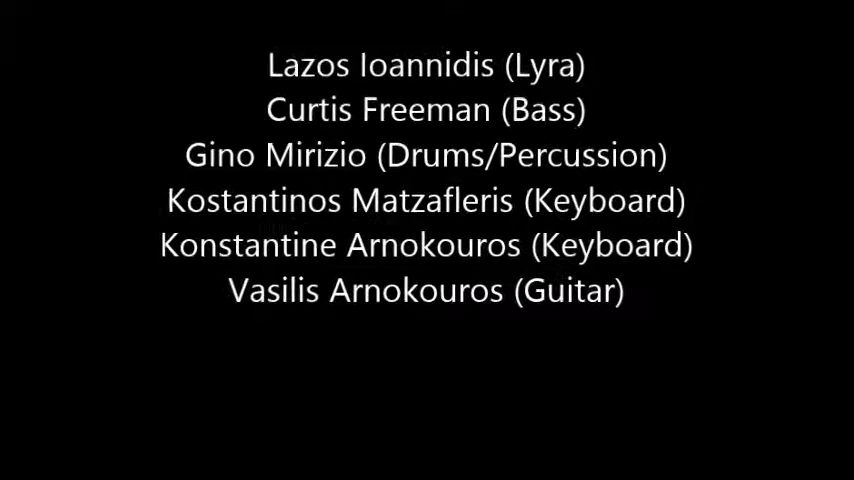 Lazos Ioannidis (Lyra)
Curtis Freeman (Bass)
Gino Mirizio (Drums/Percussion)
Kostantinos Matzafleris (Keyboard)
Konstantine Arnokouros (Keyboard)
Vasilis Arnokouros (Guitar)